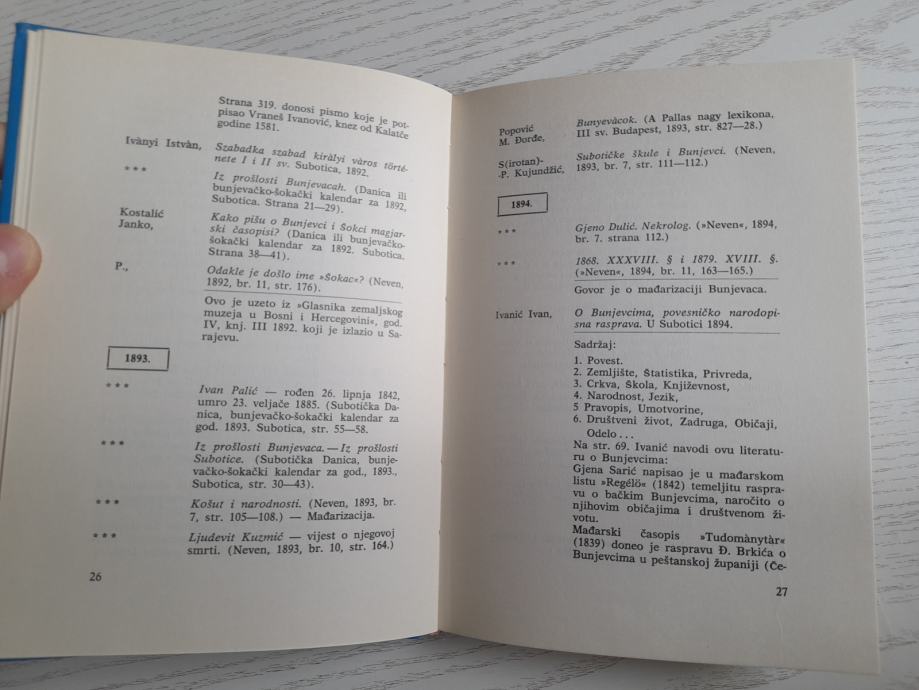 Strana 319. donosi pismo koje je pot-
pisao Vraneš Ivanović, knez od Kalatče
godine 1581.
Ivànyi Istvàn,
Szabadka szabad kiràlyi vàros törté-
nete I i II sv. Subotica, 1892.
***
Iz prošlosti Bunjevacah. (Danica ili
bunjevačko-šokački kalendar za 1892,
Subotica. Strana 21—29).
Kostalić
Janko,
Kako pišu o Bunjevci i Šokci magjar-
ski časopisi? (Danica ili bunjevačko-
šokački kalendar za 1892. Subotica.
Strana 38—41).
P.,
Odakle je došlo ime »Šokac«? (Neven,
1892, br. 11, str. 176).
Ovo je uzeto iz »Glasnika zemaljskog
muzeja u Bosni i Hercegovini«, god.
IV, knj. III 1892. koji je izlazio u Sa-
rajevu.
1893.
***
Ivan Palić — rođen 26. lipnja 1842,
umro 23. veljače 1885. (Subotička Da-
nica, bunjevačko-šokački kalendar za
god. 1893. Subotica, str. 55—58.
***
Iz prošlosti Bunjevaca. — Iz prošlosti
Subotice. (Subotička Danica, bunje-
vačko-šokački kalendar za god., 1893.,
Subotica, str. 30—43).
***
Košut i narodnosti. (Neven, 1893, br.
7, str. 105—108.) — Mađarizacija.
***
Ljudevit Kuzmić — vijest o njegovoj
smrti. (Neven, 1893, br. 10, str. 164.)
26
Popović
M. Đorđe,
Bunyevàcok. (A Pallas nagy lexikona,
III sv. Budapest, 1893, str. 827—28.)
S(irotan)-
-P. Kujundžić,
Subotičke škule i Bunjevci. (Neven,
1893, br. 7, str. 111—112.)
1894.
***
Gjeno Dulić. Nekrolog. (»Neven«, 1894,
br. 7. strana 112.)
***
1868. XXXVIII. § i 1879. XVIII. §.
(»Neven«, 1894, br. 11, 163—165.)
Govor je o mađarizaciji Bunjevaca.
Ivanić Ivan,
O Bunjevcima, povesničko narodopi-
sna rasprava. U Subotici 1894.
Sadržaj:
1. Povest.
2. Zemljište, Štatistika, Privreda,
3. Crkva, Škola, Književnost,
4. Narodnost, Jezik,
5 Pravopis, Umotvorine,
6. Društveni život, Zadruga, Običaji,
Odelo . . .
Na str. 69. Ivanić navodi ovu literatu-
ru o Bunjevcima:
Gjena Sarić napisao je u mađarskom
listu »Regélö« (1842) temeljitu raspra-
vu o bačkim Bunjevcima, naročito o
njihovim običajima i društvenom ži-
votu.
Mađarski časopis »Tudomànytàr«
(1839) doneo je raspravu Đ. Brkića o
Bunjevcima u peštanskoj županiji (Če-
27